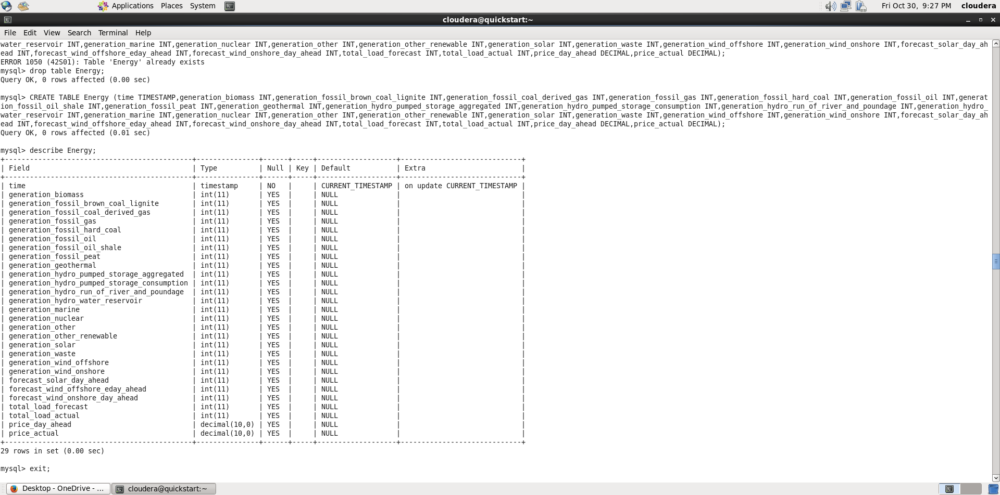 Applications Places System Fri Oct 30, 9:27 PM cloudera
cloudera@quickstart:~
File Edit View Search Terminal Help
water_reservoir INT,generation_marine INT,generation_nuclear INT,generation_other INT,generation_other_renewable INT,generation_solar INT,generation_waste INT,generation_wind_offshore INT,generation_wind_onshore INT,forecast_solar_day_ah
ead INT,forecast_wind_offshore_eday_ahead INT,forecast_wind_onshore_day_ahead INT,total_load_forecast INT,total_load_actual INT,price_day_ahead DECIMAL,price_actual DECIMAL);
ERROR 1050 (42S01): Table 'Energy' already exists
mysql> drop table Energy;
Query OK, 0 rows affected (0.00 sec)
mysql> CREATE TABLE Energy (time TIMESTAMP,generation_biomass INT,generation_fossil_brown_coal_lignite INT,generation_fossil_coal_derived_gas INT,generation_fossil_gas INT,generation_fossil_hard_coal INT,generation_fossil_oil INT,generat
ion_fossil_oil_shale INT,generation_fossil_peat INT,generation_geothermal INT,generation_hydro_pumped_storage_aggregated INT,generation_hydro_pumped_storage_consumption INT,generation_hydro_run_of_river_and_poundage INT,generation_hydro_
water_reservoir INT,generation_marine INT,generation_nuclear INT,generation_other INT,generation_other_renewable INT,generation_solar INT,generation_waste INT,generation_wind_offshore INT,generation_wind_onshore INT,forecast_solar_day_ah
ead INT,forecast_wind_offshore_eday_ahead INT,forecast_wind_onshore_day_ahead INT,total_load_forecast INT,total_load_actual INT,price_day_ahead DECIMAL,price_actual DECIMAL);
Query OK, 0 rows affected (0.01 sec)
mysql> describe Energy;
+---------------------------------------------+---------------+------+-----+-------------------+-----------------------------+
| Field | Type | Null | Key | Default | Extra |
+---------------------------------------------+---------------+------+-----+-------------------+-----------------------------+
| time | timestamp | NO | | CURRENT_TIMESTAMP | on update CURRENT_TIMESTAMP |
| generation_biomass | int(11) | YES | | NULL | |
| generation_fossil_brown_coal_lignite | int(11) | YES | | NULL | |
| generation_fossil_coal_derived_gas | int(11) | YES | | NULL | |
| generation_fossil_gas | int(11) | YES | | NULL | |
| generation_fossil_hard_coal | int(11) | YES | | NULL | |
| generation_fossil_oil | int(11) | YES | | NULL | |
| generation_fossil_oil_shale | int(11) | YES | | NULL | |
| generation_fossil_peat | int(11) | YES | | NULL | |
| generation_geothermal | int(11) | YES | | NULL | |
| generation_hydro_pumped_storage_aggregated | int(11) | YES | | NULL | |
| generation_hydro_pumped_storage_consumption | int(11) | YES | | NULL | |
| generation_hydro_run_of_river_and_poundage | int(11) | YES | | NULL | |
| generation_hydro_water_reservoir | int(11) | YES | | NULL | |
| generation_marine | int(11) | YES | | NULL | |
| generation_nuclear | int(11) | YES | | NULL | |
| generation_other | int(11) | YES | | NULL | |
| generation_other_renewable | int(11) | YES | | NULL | |
| generation_solar | int(11) | YES | | NULL | |
| generation_waste | int(11) | YES | | NULL | |
| generation_wind_offshore | int(11) | YES | | NULL | |
| generation_wind_onshore | int(11) | YES | | NULL | |
| forecast_solar_day_ahead | int(11) | YES | | NULL | |
| forecast_wind_offshore_eday_ahead | int(11) | YES | | NULL | |
| forecast_wind_onshore_day_ahead | int(11) | YES | | NULL | |
| total_load_forecast | int(11) | YES | | NULL | |
| total_load_actual | int(11) | YES | | NULL | |
| price_day_ahead | decimal(10,0) | YES | | NULL | |
| price_actual | decimal(10,0) | YES | | NULL | |
+---------------------------------------------+---------------+------+-----+-------------------+-----------------------------+
29 rows in set (0.00 sec)
mysql> exit;
Desktop - OneDrive - ... cloudera@quickstart:~